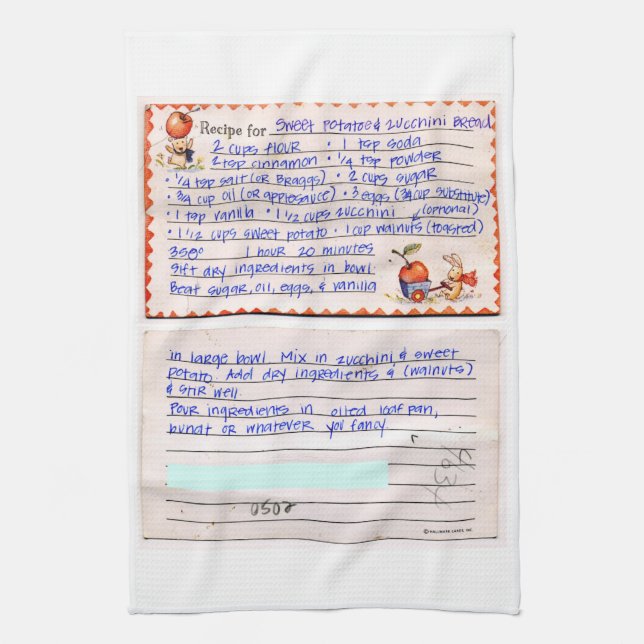 Recipe for Sweet Potatoe & Zucchini Bread
2 cups flour • 1 tsp soda
2 tsp cinnamon • 1/4 tsp powder
• 1/4 tsp salt (or Braggs) • 2 cups sugar
• 3/4 cup oil (or applesauce) • 3 eggs (3/4 cup substitute)
• 1 tsp vanilla • 1 1/2 cups zucchini (optional)
• 1 1/2 cups sweet potato • 1 cup walnuts (toasted)
350° 1 hour 20 minutes
Sift dry ingredients in bowl.
Beat sugar, oil, eggs, & vanilla
in large bowl. Mix in zucchini & sweet
potato. Add dry ingredients & (walnuts)
& stir well.
Pour ingredients in oiled loaf pan,
bundt or whatever you fancy.
0502
© HALLMARK CARDS, INC.